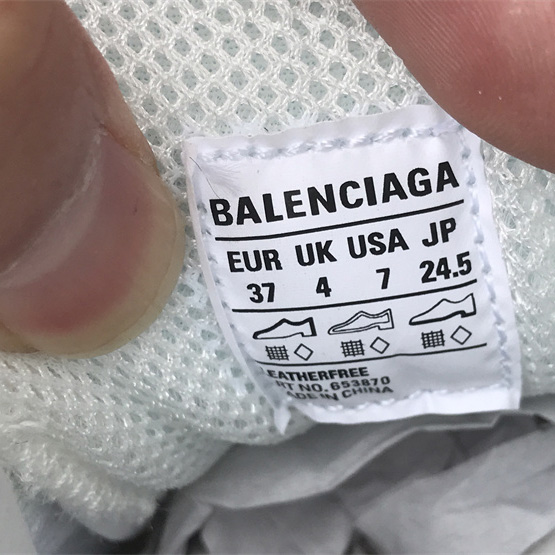 BALENCIAGA
EUR UK USA JP
37 4 7 24.5
EATHERFREE
RT NO. 653870
ADE IN CHINA